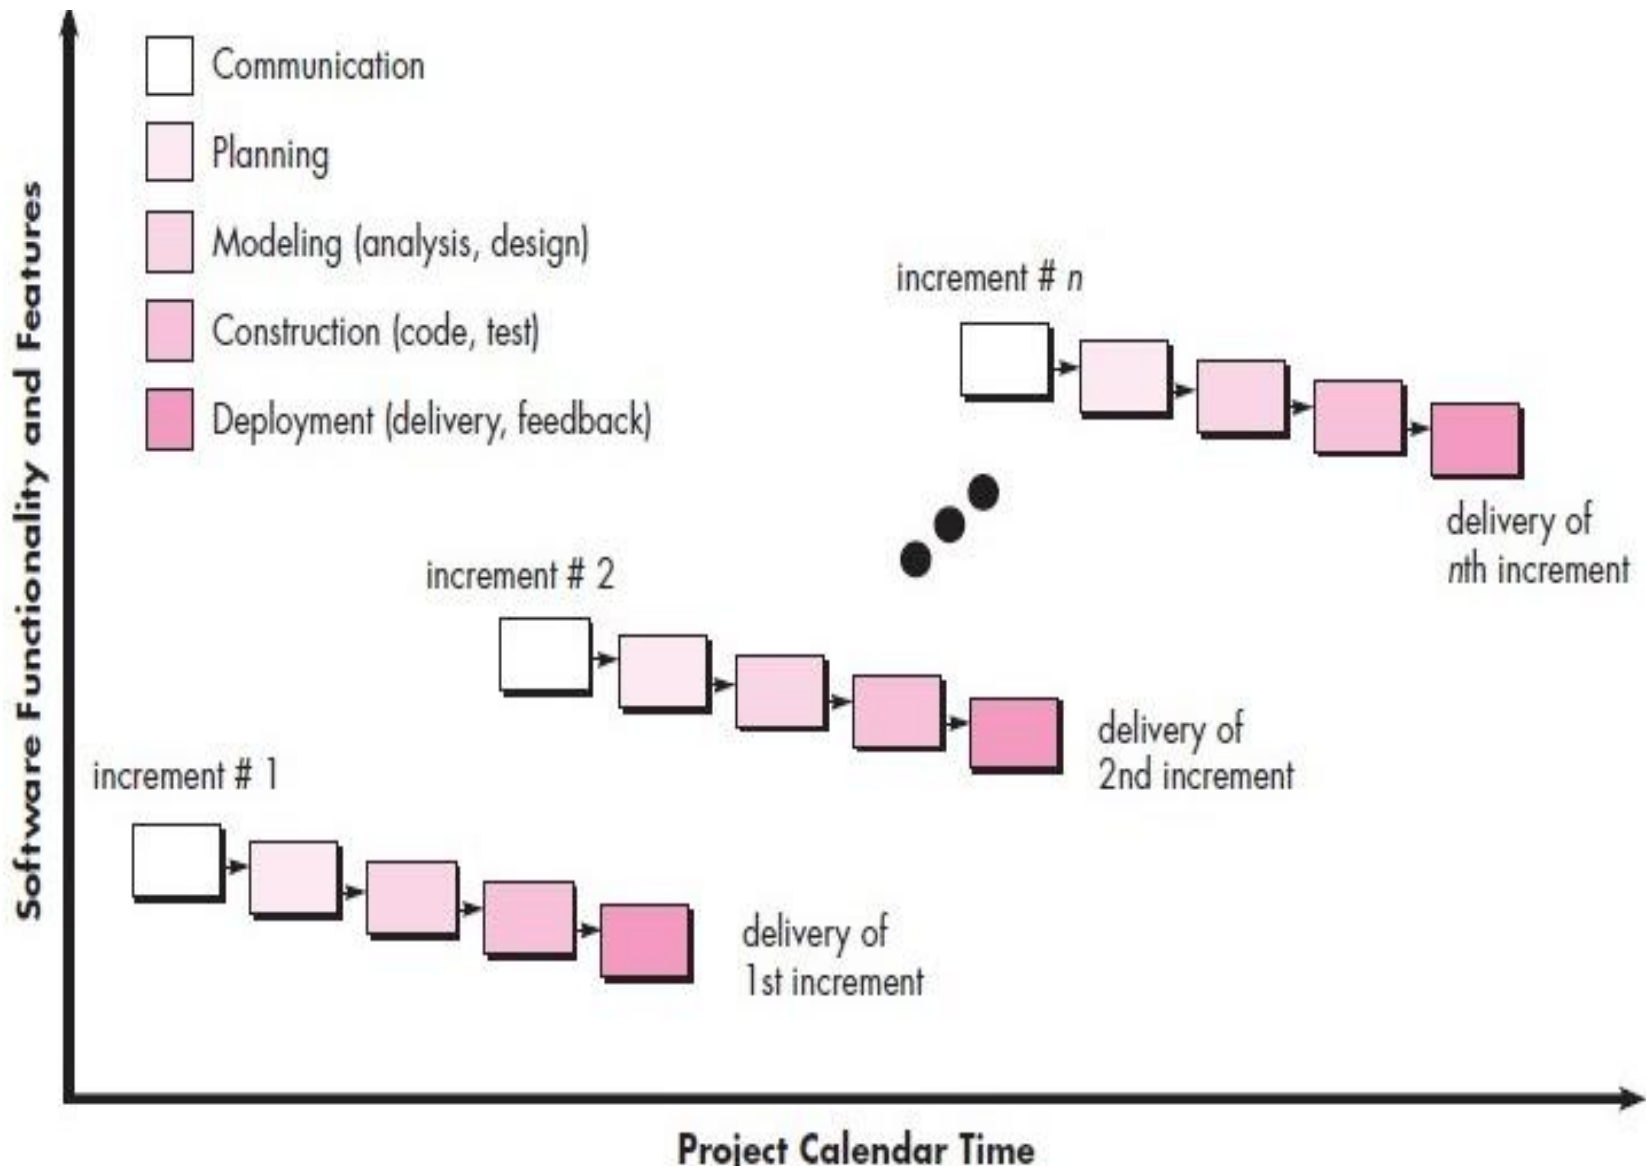 Communication
Planning
Modeling (analysis, design)
Construction (code, test)
Deployment (delivery, feedback)
increment # n
delivery of
nth increment
increment # 2
delivery of
2nd increment
increment # 1
delivery of
1st increment
Software Functionality and Features
Project Calendar Time